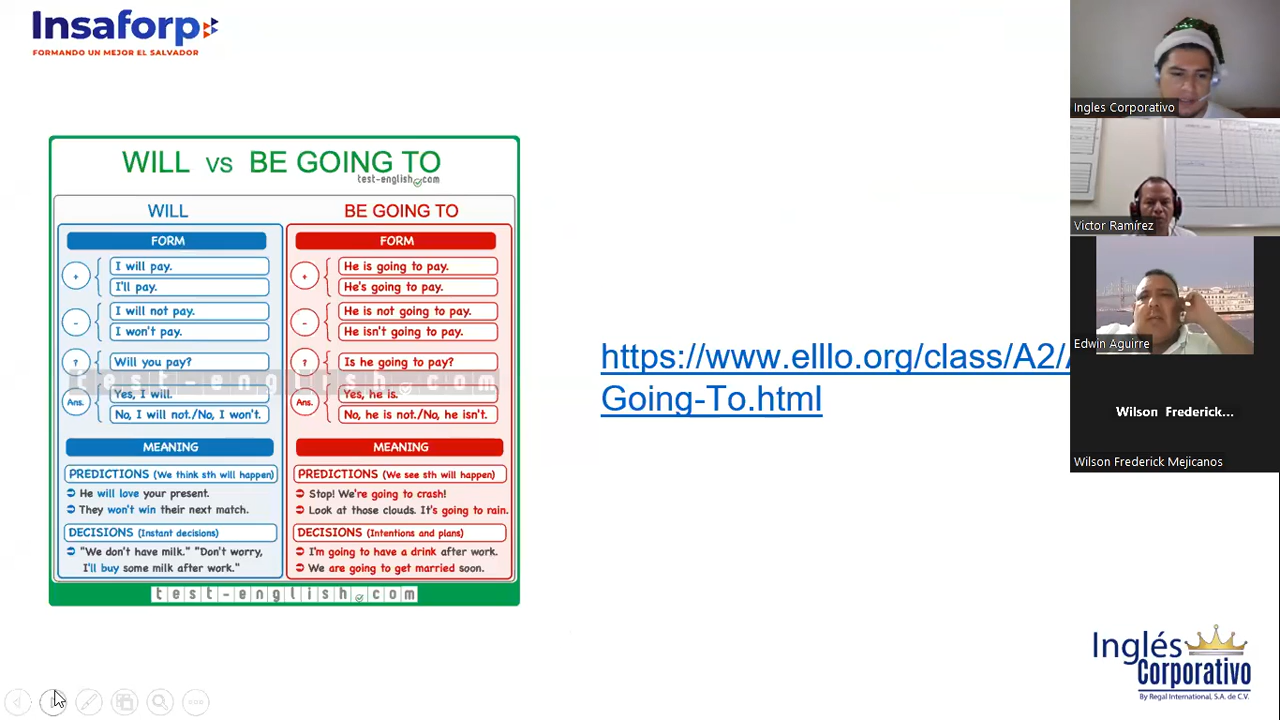 Insaforp
FORMANDO UN MEJOR EL SALVADOR
WILL vs BE GOING TO
test-english.com
WILL
FORM
+
I will pay.
I'll pay.
-
I will not pay.
I won't pay.
?
Will you pay?
Ans.
Yes, I will.
No, I will not./No, I won't.
MEANING
PREDICTIONS (We think sth will happen)
He will love your present.
They won't win their next match.
DECISIONS (Instant decisions)
"We don't have milk." "Don't worry,
I'll buy some milk after work."
BE GOING TO
FORM
+
He is going to pay.
He's going to pay.
-
He is not going to pay.
He isn't going to pay.
?
Is he going to pay?
Ans.
Yes, he is.
No, he is not./No, he isn't.
MEANING
PREDICTIONS (We see sth will happen)
Stop! We're going to crash!
Look at those clouds. It's going to rain.
DECISIONS (Intentions and plans)
I'm going to have a drink after work.
We are going to get married soon.
test-english.com
test-english.com
https://www.elllo.org/class/A2/
Going-To.html
Ingles Corporativo
Victor Ramírez
Edwin Aguirre
Wilson Frederick...
Wilson Frederick Mejicanos
Inglés
Corporativo
By Regal International, S.A. de C.V.